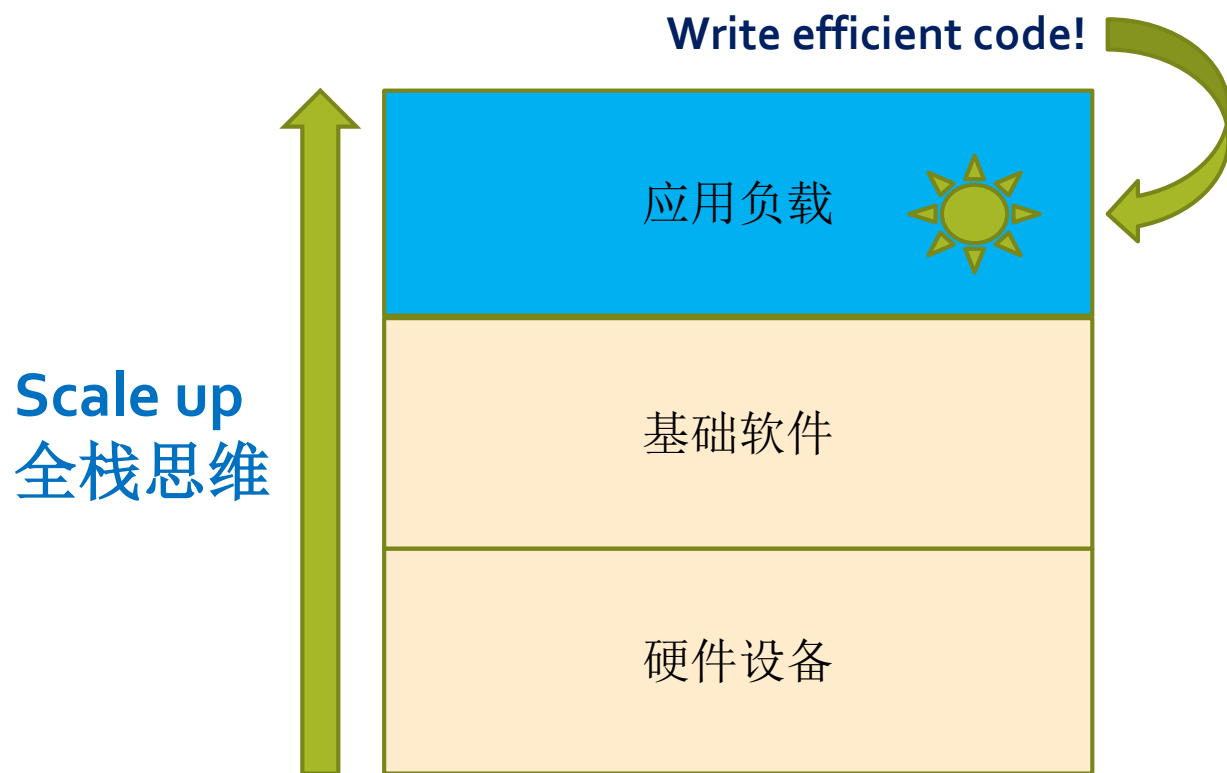 Write efficient code!
应用负载
Scale up
全栈思维
基础软件
硬件设备